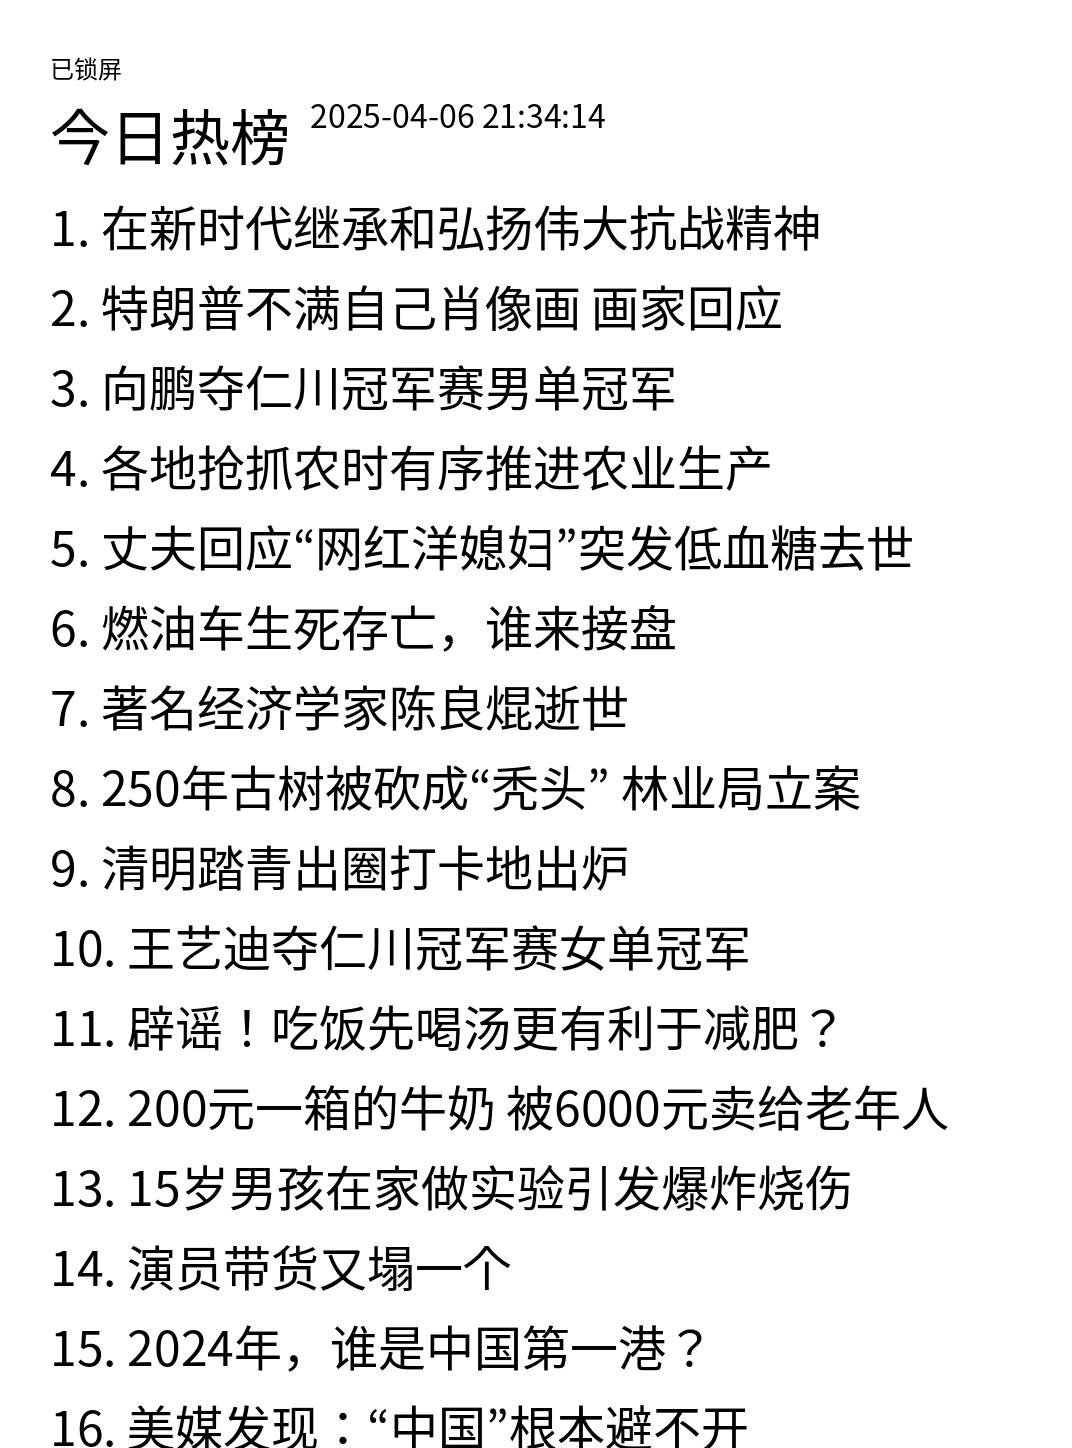 已锁屏
今日热榜 2025-04-06 21:34:14
1. 在新时代继承和弘扬伟大抗战精神
2. 特朗普不满自己肖像画 画家回应
3. 向鹏夺仁川冠军赛男单冠军
4. 各地抢抓农时有序推进农业生产
5. 丈夫回应“网红洋媳妇”突发低血糖去世
6. 燃油车生死存亡，谁来接盘
7. 著名经济学家陈良焜逝世
8. 250年古树被砍成“秃头” 林业局立案
9. 清明踏青出圈打卡地出炉
10. 王艺迪夺仁川冠军赛女单冠军
11. 辟谣！吃饭先喝汤更有利于减肥？
12. 200元一箱的牛奶 被6000元卖给老年人
13. 15岁男孩在家做实验引发爆炸烧伤
14. 演员带货又塌一个
15. 2024年，谁是中国第一港？
16. 美媒发现：“中国”根本避不开